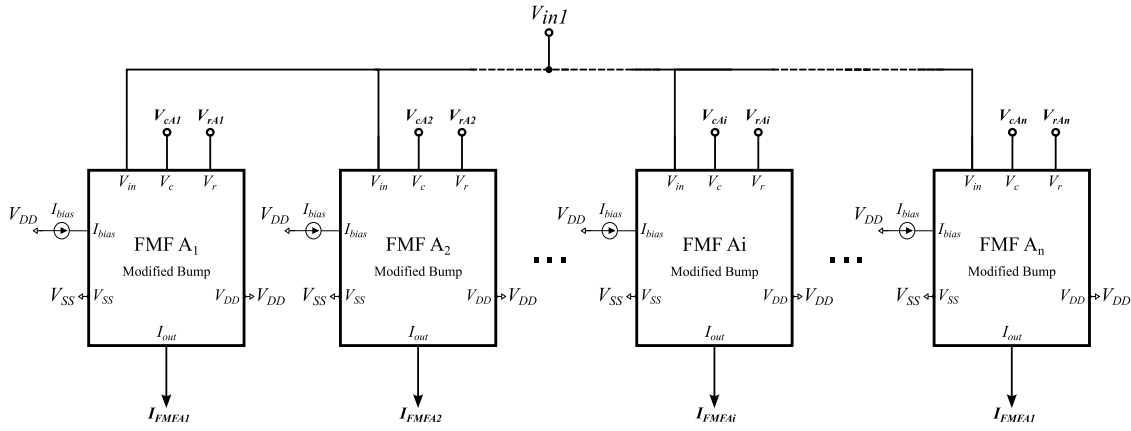 Vin1
VcA1 VrA1 VcA2 VrA2 VcAi VrAi VcAn VrAn
Vin Vc Vr Vin Vc Vr Vin Vc Vr Vin Vc Vr
VDD Ibias VDD Ibias VDD Ibias VDD Ibias
Ibias Ibias Ibias Ibias
FMF A1 FMF A2 FMF Ai FMF An
Modified Bump Modified Bump Modified Bump Modified Bump
... ...
VSS VSS VDD VDD VSS VSS VDD VDD VSS VSS VDD VDD VSS VSS VDD VDD
Iout Iout Iout Iout
IFMFA1 IFMFA2 IFMFAi IFMFA1